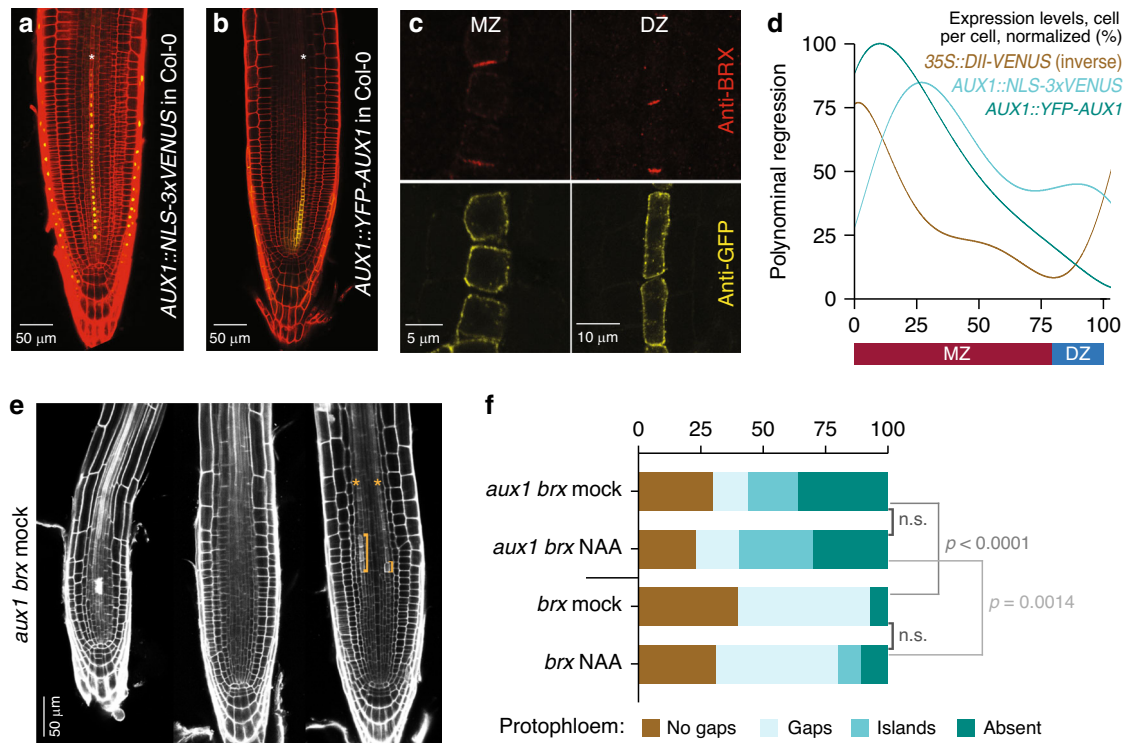 a
*
AUX1::NLS-3xVENUS in Col-0
50 µm
b
*
AUX1::YFP-AUX1 in Col-0
50 µm
c
MZ
DZ
Anti-BRX
Anti-GFP
5 µm
10 µm
d
Expression levels, cell
per cell, normalized (%)
35S::DII-VENUS (inverse)
AUX1::NLS-3xVENUS
AUX1::YFP-AUX1
Polynominal regression
100
75
50
25
0
0 25 50 75 100
MZ DZ
e
aux1 brx mock
* *
50 µm
f
0 25 50 75 100
aux1 brx mock
aux1 brx NAA
brx mock
brx NAA
n.s.
p < 0.0001
p = 0.0014
n.s.
Protophloem: No gaps Gaps Islands Absent